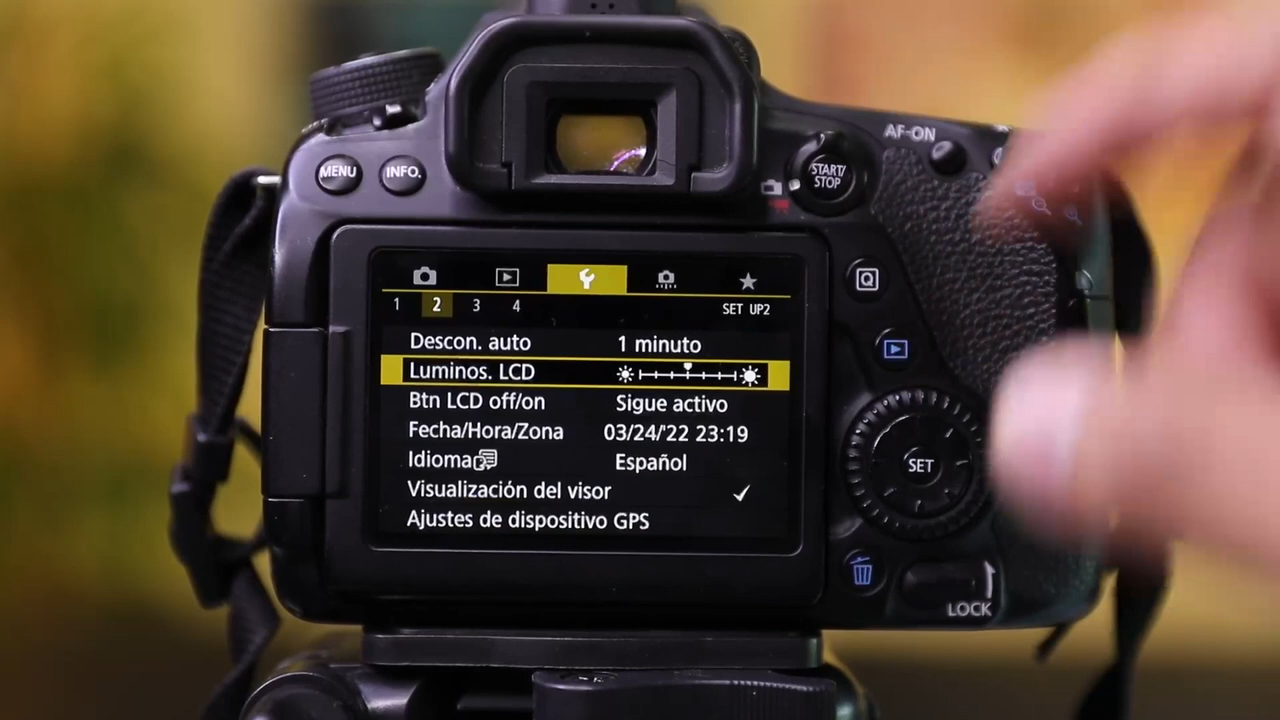 AF-ON
MENU
INFO.
START/
STOP
Q
1 2 3 4
SET UP2
Descon. auto 1 minuto
Luminos. LCD
Btn LCD off/on Sigue activo
Fecha/Hora/Zona 03/24/'22 23:19
Idioma Español
Visualización del visor
Ajustes de dispositivo GPS
SET
LOCK